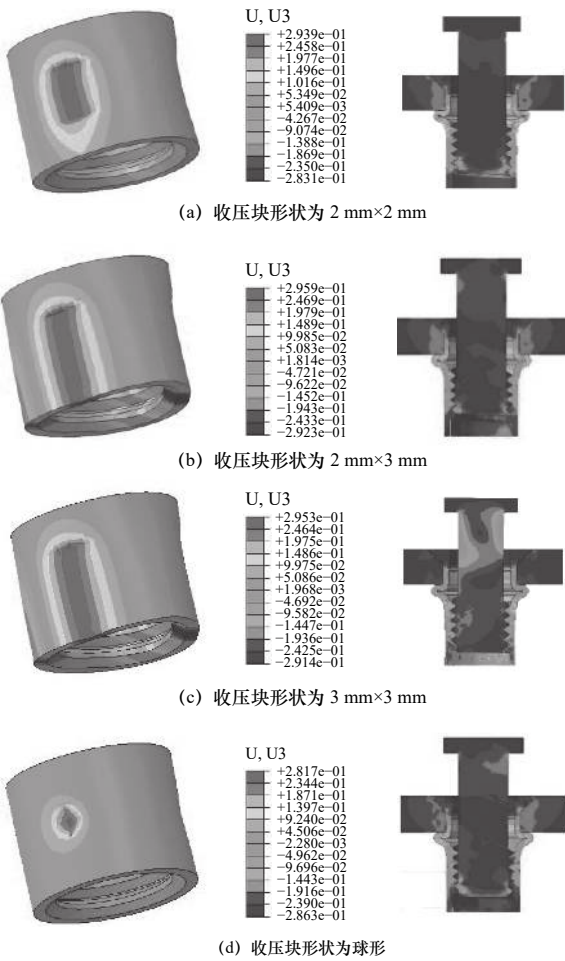 U, U3
+2.939e−01
+2.458e−01
+1.977e−01
+1.496e−01
+1.016e−01
+5.349e−02
+5.409e−03
−4.267e−02
−9.074e−02
−1.388e−01
−1.869e−01
−2.350e−01
−2.831e−01
(a) 收压块形状为 2 mm×2 mm
U, U3
+2.959e−01
+2.469e−01
+1.979e−01
+1.489e−01
+9.985e−02
+5.083e−02
+1.814e−03
−4.721e−02
−9.622e−02
−1.452e−01
−1.943e−01
−2.433e−01
−2.923e−01
(b) 收压块形状为 2 mm×3 mm
U, U3
+2.953e−01
+2.464e−01
+1.975e−01
+1.486e−01
+9.975e−02
+5.086e−02
+1.968e−03
−4.692e−02
−9.582e−02
−1.447e−01
−1.936e−01
−2.425e−01
−2.914e−01
(c) 收压块形状为 3 mm×3 mm
U, U3
+2.817e−01
+2.344e−01
+1.871e−01
+1.397e−01
+9.240e−02
+4.506e−02
−2.280e−03
−4.962e−02
−9.696e−02
−1.443e−01
−1.916e−01
−2.390e−01
−2.863e−01
(d) 收压块形状为球形